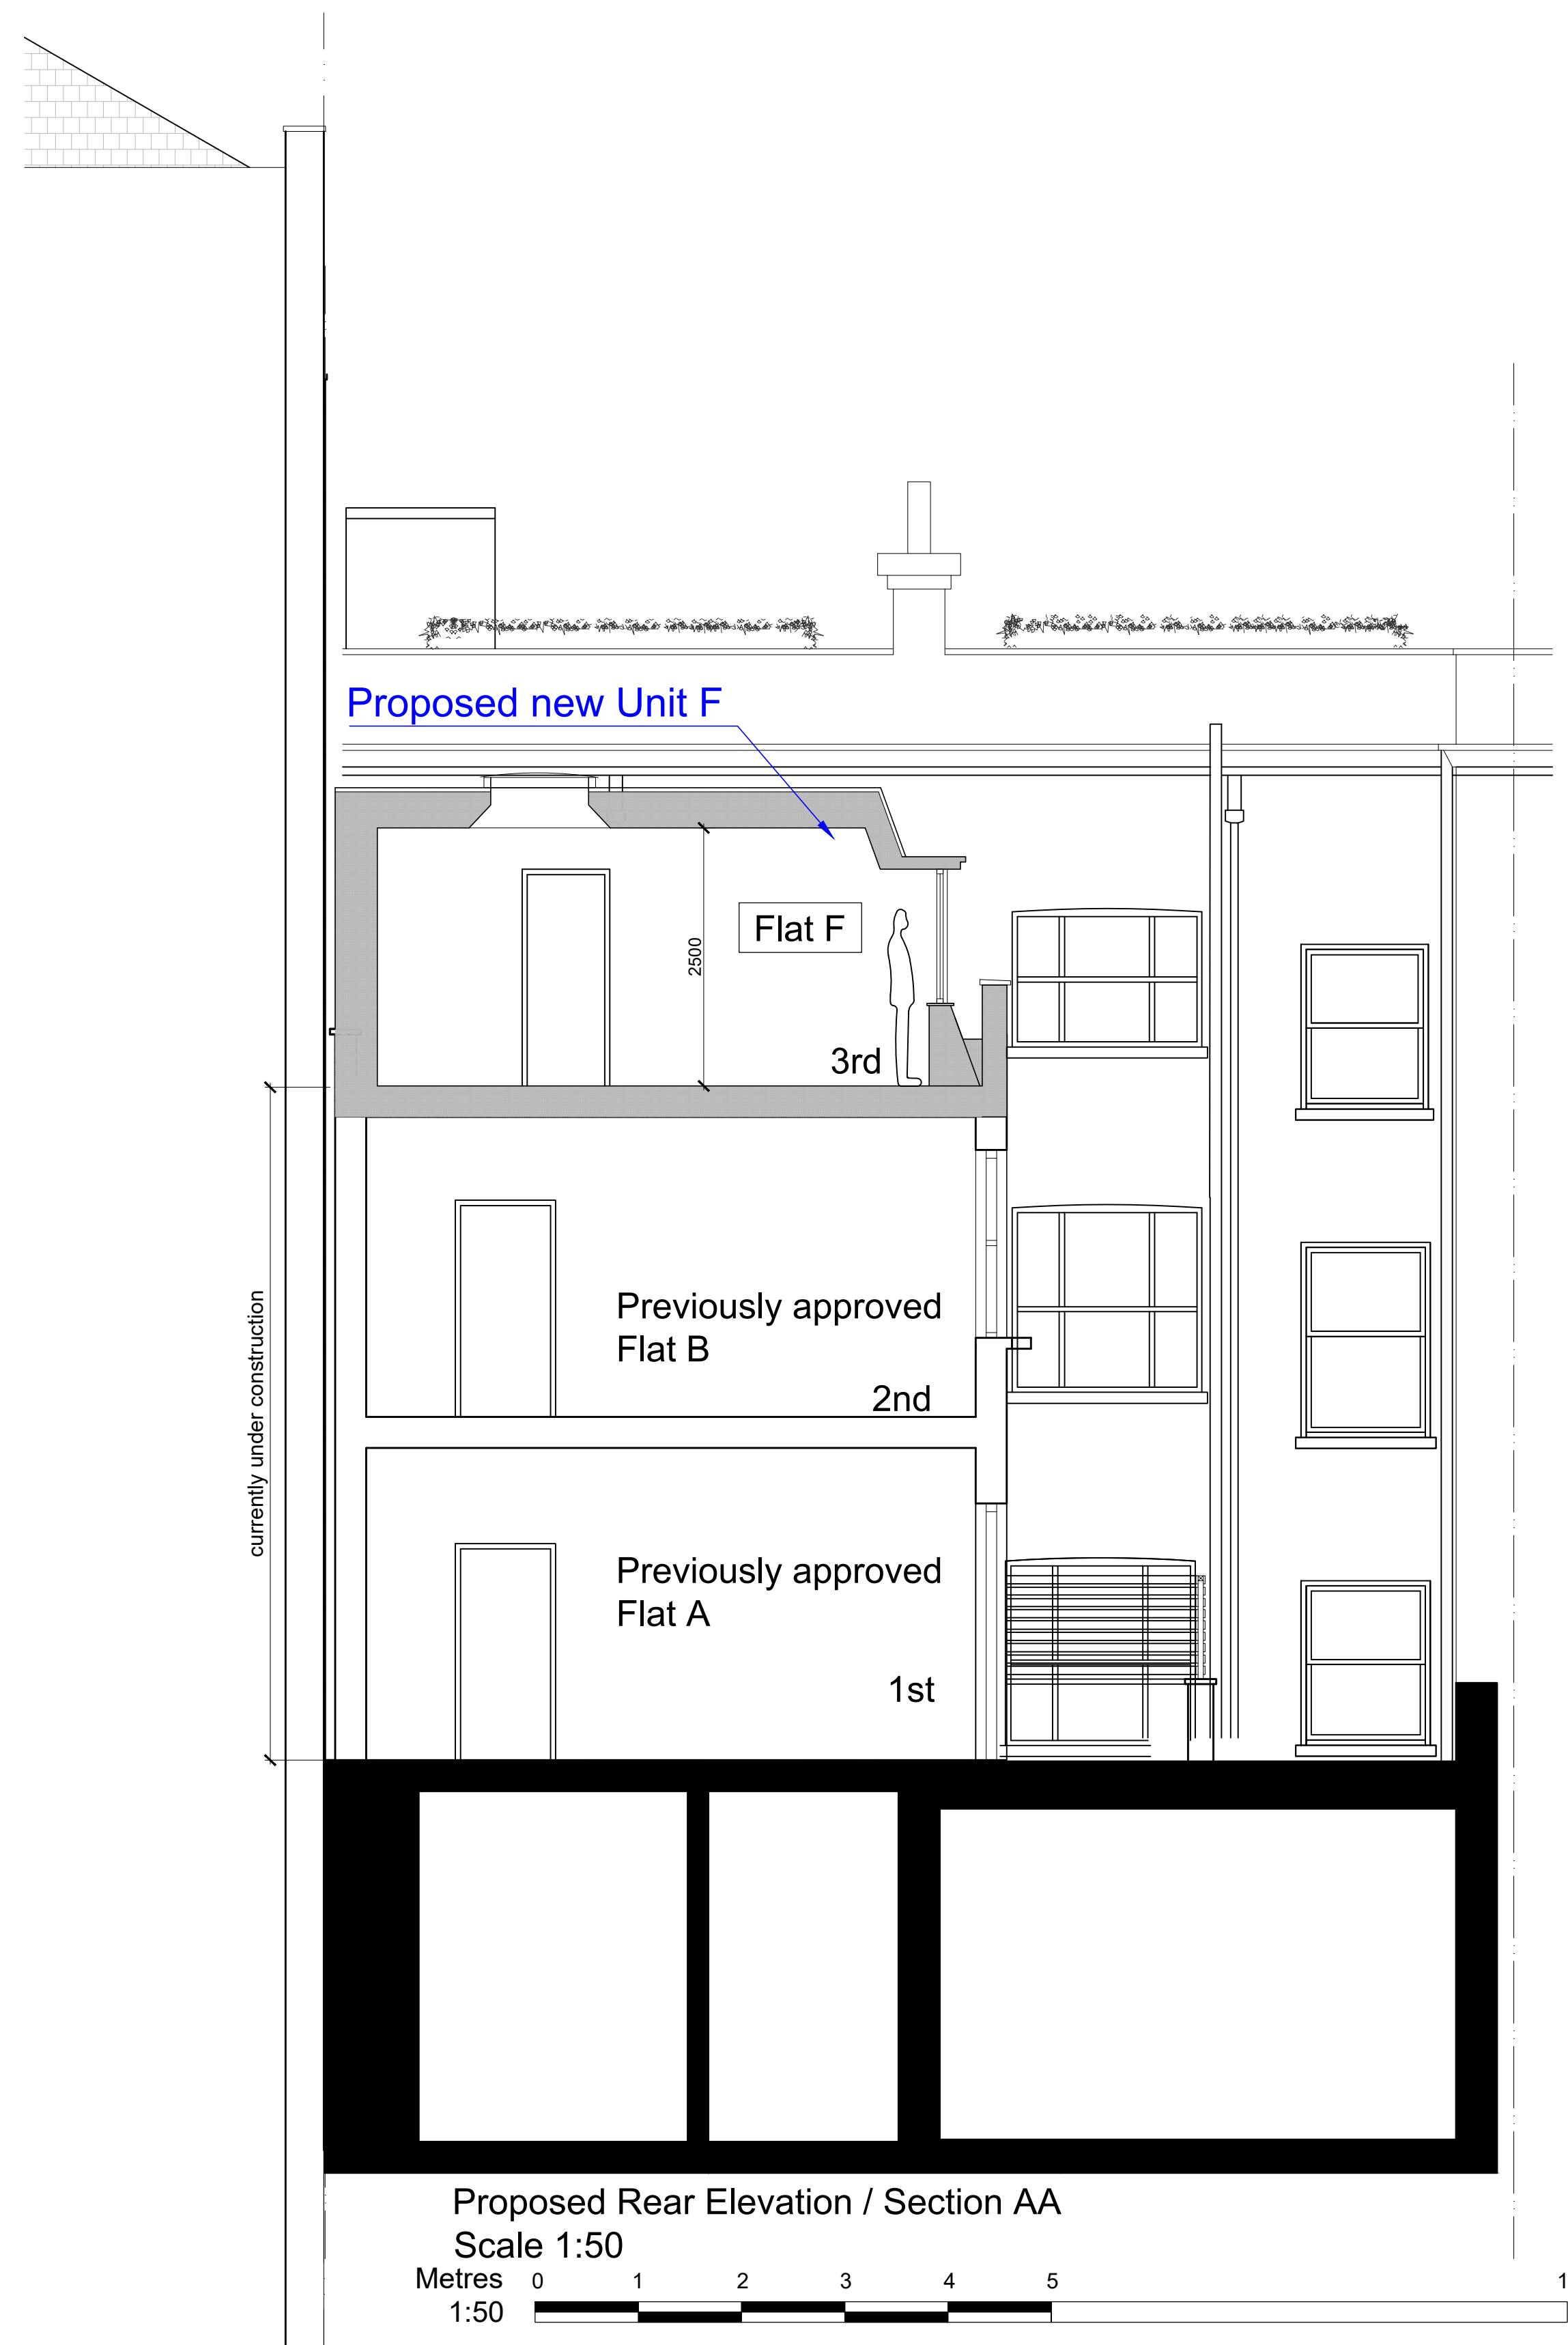 Proposed new Unit F
Flat F
2500
3rd
Previously approved
Flat B
2nd
currently under construction
Previously approved
Flat A
1st
Proposed Rear Elevation / Section AA
Scale 1:50
Metres 0 1 2 3 4 5 1
1:50